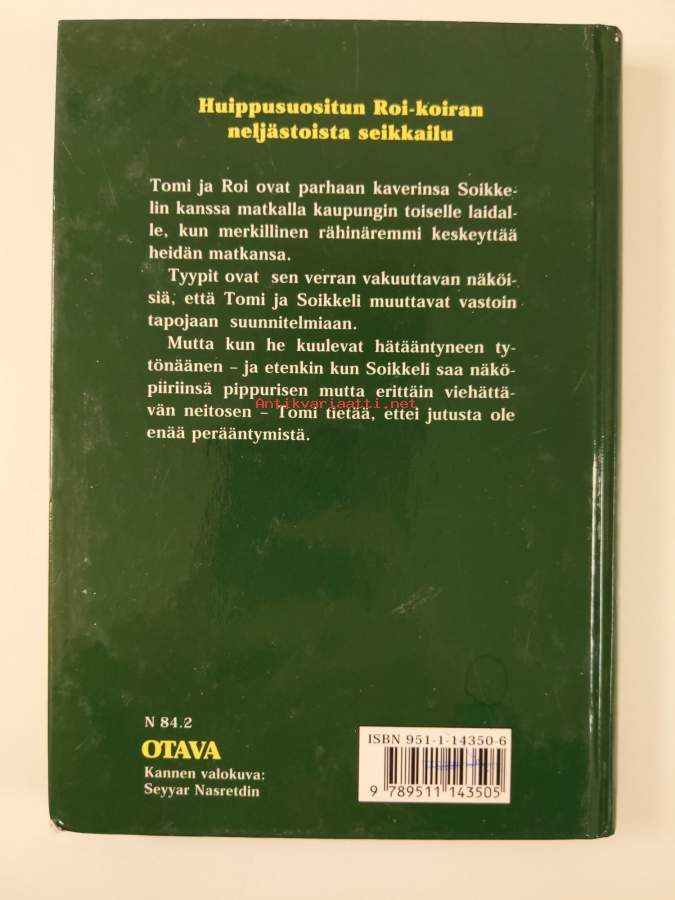 Huippusuositun Roi-koiran
neljästoista seikkailu
Tomi ja Roi ovat parhaan kaverinsa Soikke-
lin kanssa matkalla kaupungin toiselle laidal-
le, kun merkillinen rähinäremmi keskeyttää
heidän matkansa.
Tyypit ovat sen verran vakuuttavan näköi-
siä, että Tomi ja Soikkeli muuttavat vastoin
tapojaan suunnitelmiaan.
Mutta kun he kuulevat hätääntyneen ty-
tönäänen – ja etenkin kun Soikkeli saa näkö-
piiriinsä pippurisen mutta erittäin viehättä-
Antikvariaatti.net
vän neitosen – Tomi tietää, ettei jutusta ole
enää perääntymistä.
N 84.2
OTAVA
Kannen valokuva:
Seyyar Nasretdin
ISBN 951-1-14350-6
9 789511 143505